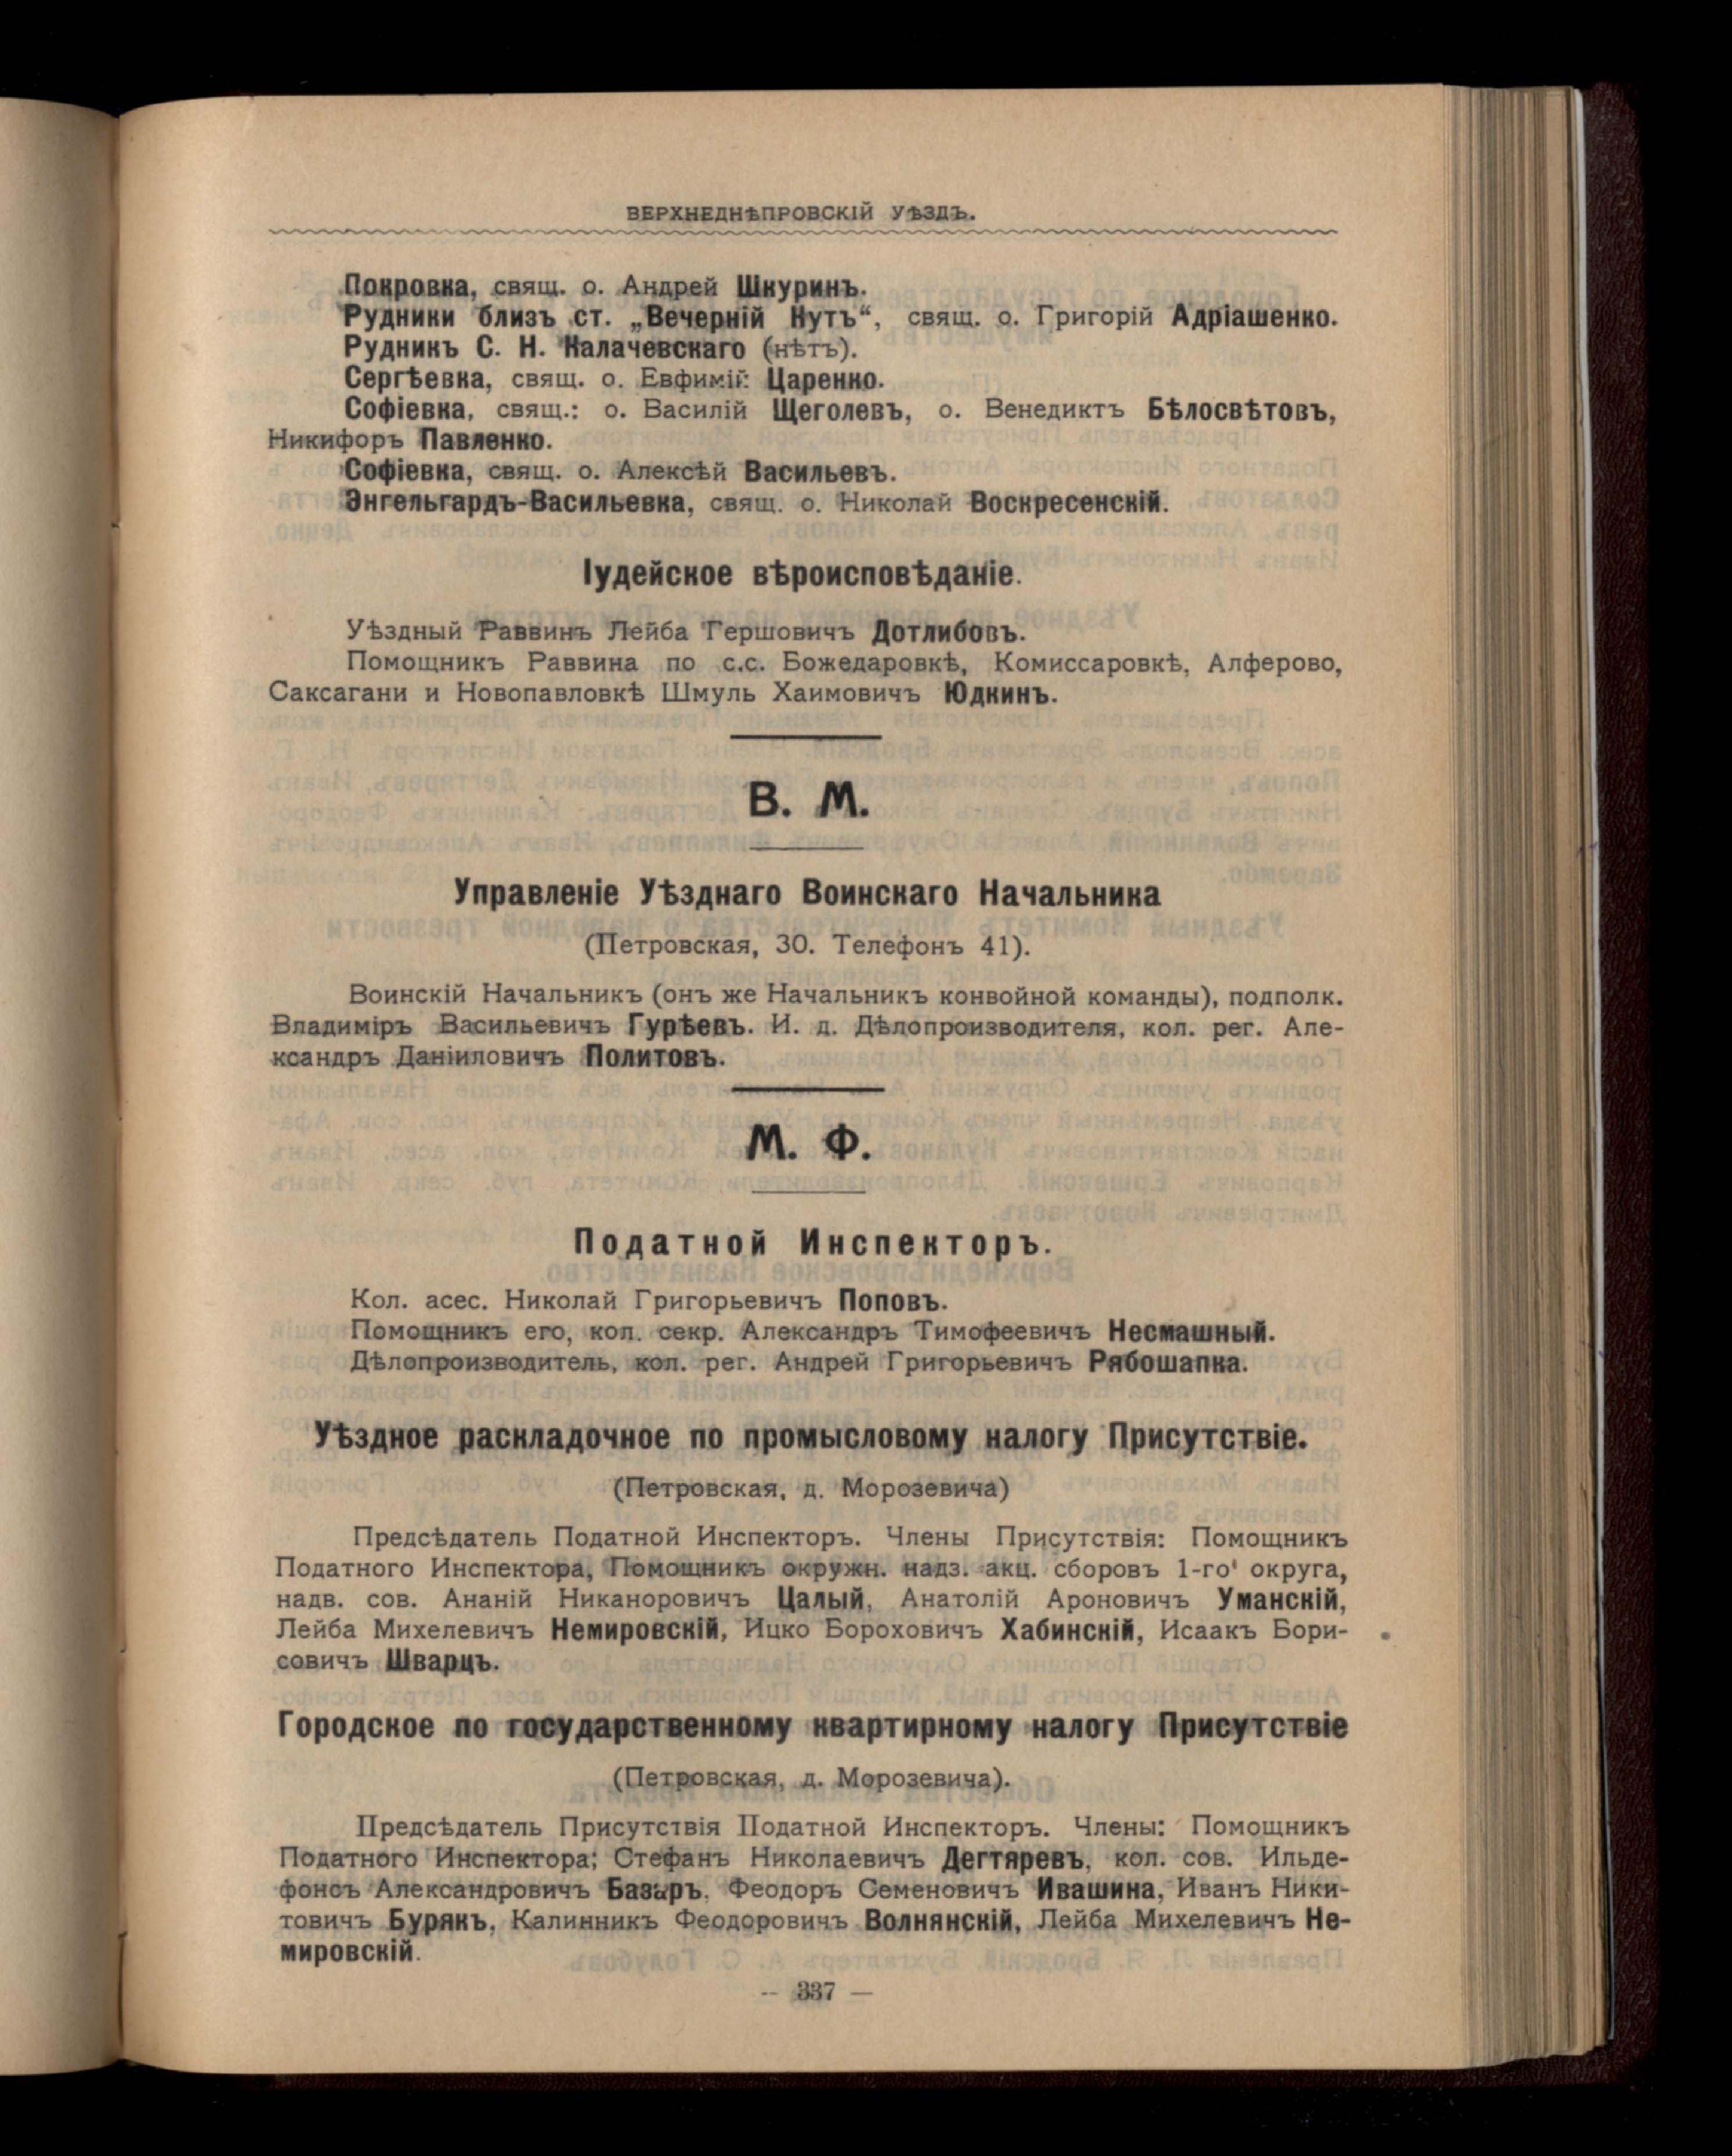 ВЕРХНЕДНѢПРОВСКІЙ УѢЗДЪ.
Покровка, свящ. о. Андрей Шкуринъ.
Рудники близъ ст. „Вечерній Кутъ“, свящ. о. Григорій Адріашенко.
Рудникъ С. Н. Калачевскаго (нѣтъ).
Сергѣевка, свящ. о. Евфимій Царенко.
Софіевка, свящ.: о. Василій Щеголевъ, о. Венедиктъ Бѣлосвѣтовъ,
Никифоръ Павленко.
Софіевка, свящ. о. Алексѣй Васильевъ.
Энгельгардъ-Васильевка, свящ. о. Николай Воскресенскій.
Іудейское вѣроисповѣданіе.
Уѣздный Раввинъ Лейба Гершовичъ Дотлибовъ.
Помощникъ Раввина по с.с. Божедаровкѣ, Комиссаровкѣ, Алферово,
Саксагани и Новопавловкѣ Шмуль Хаимовичъ Юдкинъ.
В. М.
Управленіе Уѣзднаго Воинскаго Начальника
(Петровская, 30. Телефонъ 41).
Воинскій Начальникъ (онъ же Начальникъ конвойной команды), подполк.
Владиміръ Васильевичъ Гурѣевъ. И. д. Дѣлопроизводителя, кол. рег. Але-
ксандръ Даніиловичъ Политовъ.
М. Ф.
Податной Инспекторъ.
Кол. асес. Николай Григорьевичъ Поповъ.
Помощникъ его, кол. секр. Александръ Тимофеевичъ Несмашный.
Дѣлопроизводитель, кол. рег. Андрей Григорьевичъ Рябошапка.
Уѣздное раскладочное по промысловому налогу Присутствіе.
(Петровская, д. Морозевича)
Предсѣдатель Податной Инспекторъ. Члены Присутствія: Помощникъ
Податного Инспектора, Помощникъ окружн. надз. акц. сборовъ 1-го округа,
надв. сов. Ананій Никаноровичъ Цалый, Анатолій Ароновичъ Уманскій,
Лейба Михелевичъ Немировскій, Ицко Бороховичъ Хабинскій, Исаакъ Бори-
совичъ Шварцъ.
Городское по государственному квартирному налогу Присутствіе
(Петровская, д. Морозевича).
Предсѣдатель Присутствія Податной Инспекторъ. Члены: Помощникъ
Податного Инспектора; Стефанъ Николаевичъ Дегтяревъ, кол. сов. Ильде-
фонсъ Александровичъ Базаръ, Феодоръ Семеновичъ Ивашина, Иванъ Ники-
товичъ Бурякъ, Калинникъ Феодоровичъ Волнянскій, Лейба Михелевичъ Не-
мировскій.
— 337 —